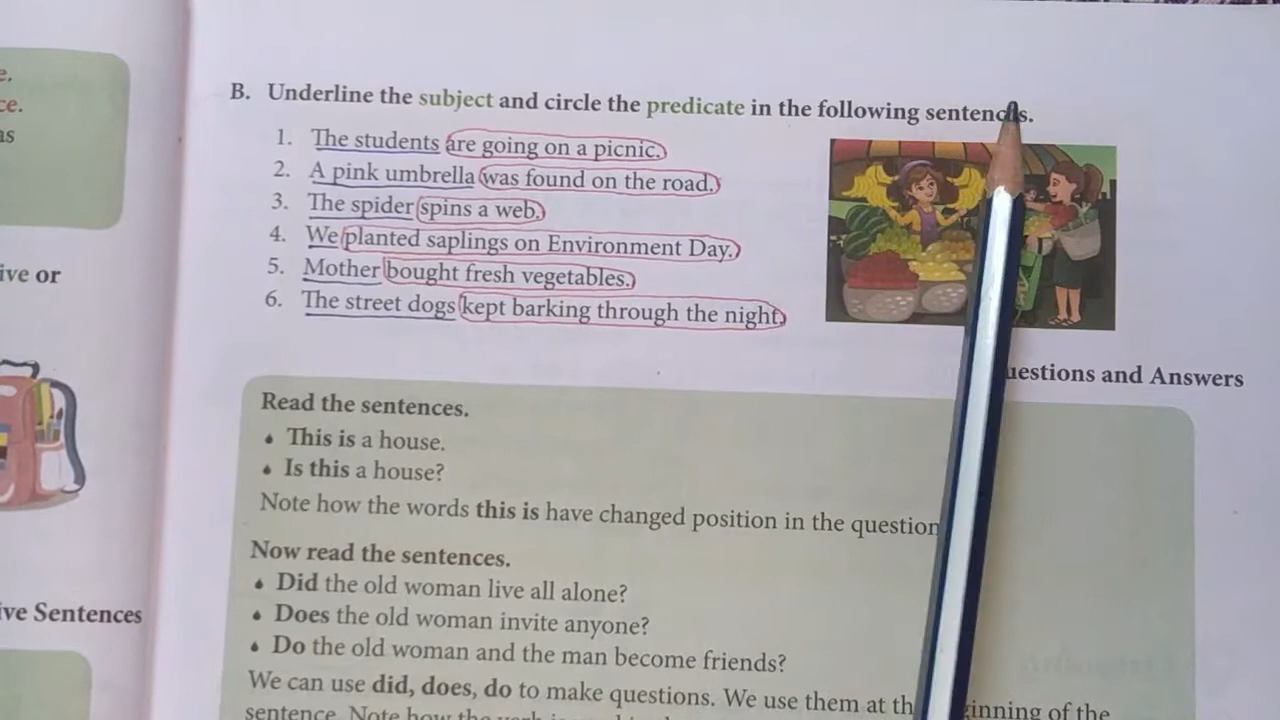 e.
ce.
as
ive or
ive Sentences
B. Underline the subject and circle the predicate in the following sentences.
1. The students are going on a picnic.
2. A pink umbrella was found on the road.
3. The spider spins a web.
4. We planted saplings on Environment Day.
5. Mother bought fresh vegetables.
6. The street dogs kept barking through the night.
uestions and Answers
Read the sentences.
This is a house.
Is this a house?
Note how the words this is have changed position in the question
Now read the sentences.
Did the old woman live all alone?
Does the old woman invite anyone?
Do the old woman and the man become friends?
We can use did, does, do to make questions. We use them at th ginning of the
sentence. Note how the